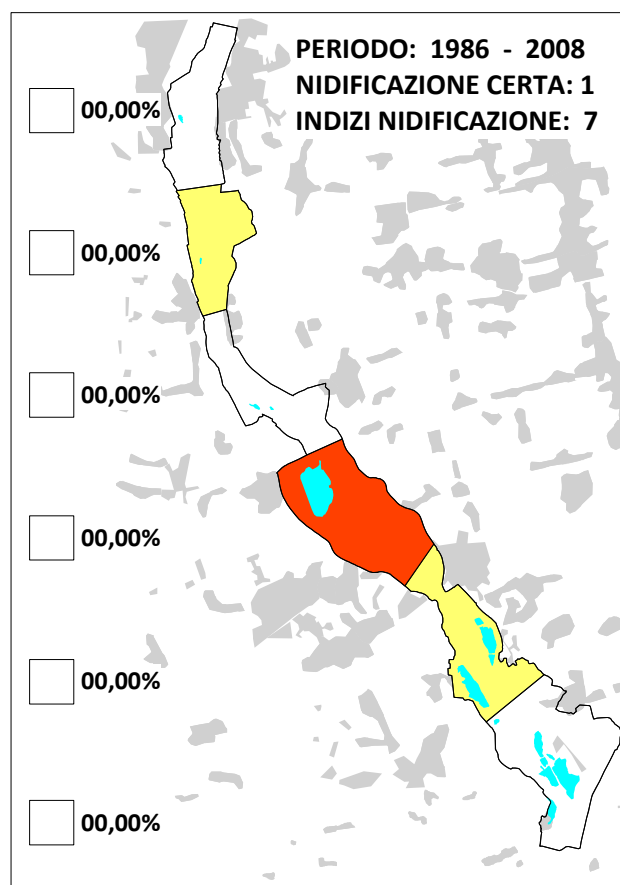 PERIODO: 1986 - 2008
NIDIFICAZIONE CERTA: 1
INDIZI NIDIFICAZIONE: 7
00,00%
00,00%
00,00%
00,00%
00,00%
00,00%